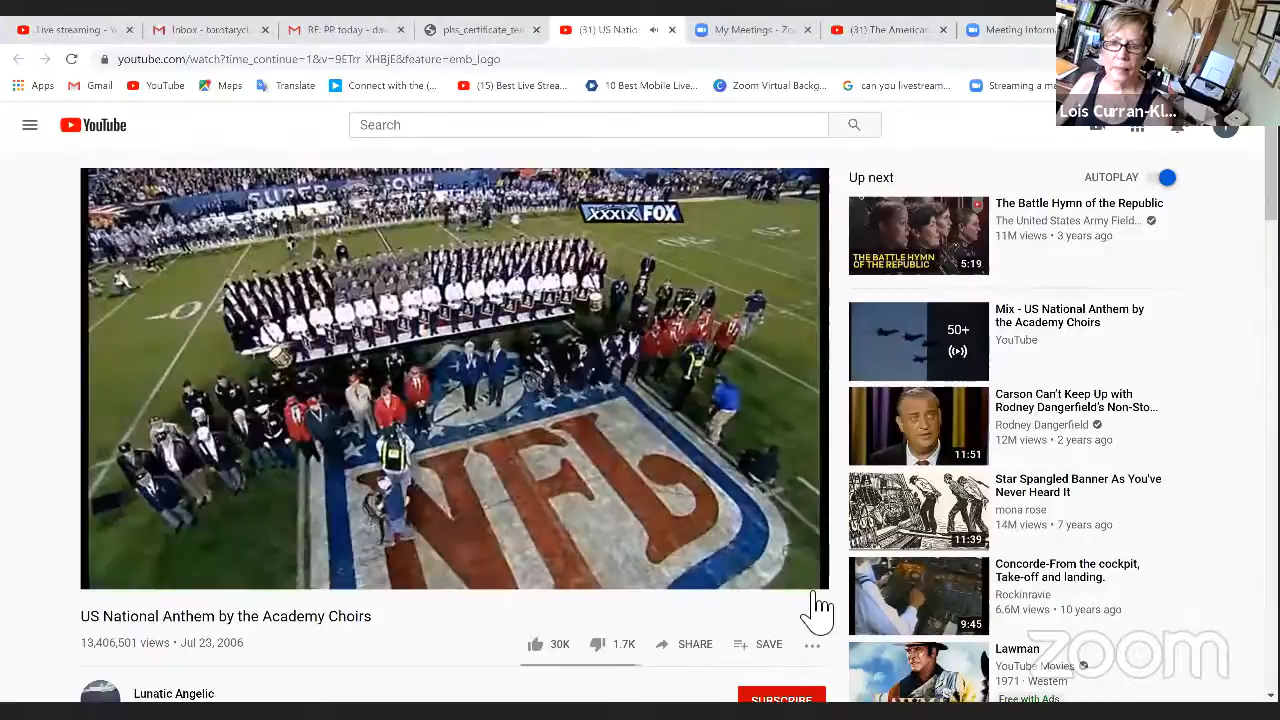 Live streaming - Y
Inbox - torotarycl
RE: PP today - da
(31) US Natio
My Meetings - Zo
(31) The American
Meeting Inform
youtube.com/watch?time_continue=1&v=
Apps
Gmail
YouTube
Maps
Translate
connect with
(15) Best Live Strea...
10 Best Mobile Live
Zoom Virtual Backg...
can you livestream...
Streaming a me
Lois Curran-Kl...
YouTube
Search
SUPER
XXXIX FOX
NFL
US National Anthem by the Academy Choirs
13,406,501 views • Jul 23, 2006
30K
1.7K
SHARE
SAVE
Lunatic Angelic
SUBSCRIBE
Up next
AUTOPLAY
THE BATTLE HYMN
OF THE REPUBLIC
5:19
The Battle Hymn of the Republic
The United States Army Field...
11M views • 3 years ago
50+
Mix - US National Anthem by
the Academy Choirs
YouTube
11:51
Carson Can't Keep Up with
Rodney Dangerfield's Non-Sto...
Rodney Dangerfield
12M views • 2 years ago
11:39
Star Spangled Banner As You've
Never Heard It
mona rose
14M views • 7 years ago
9:45
Concorde-From the cockpit,
Take-off and landing.
Rockinravie
6.6M views • 10 years ago
Lawman
YouTube Movies
1971 • Western
Free with Ads
zoom